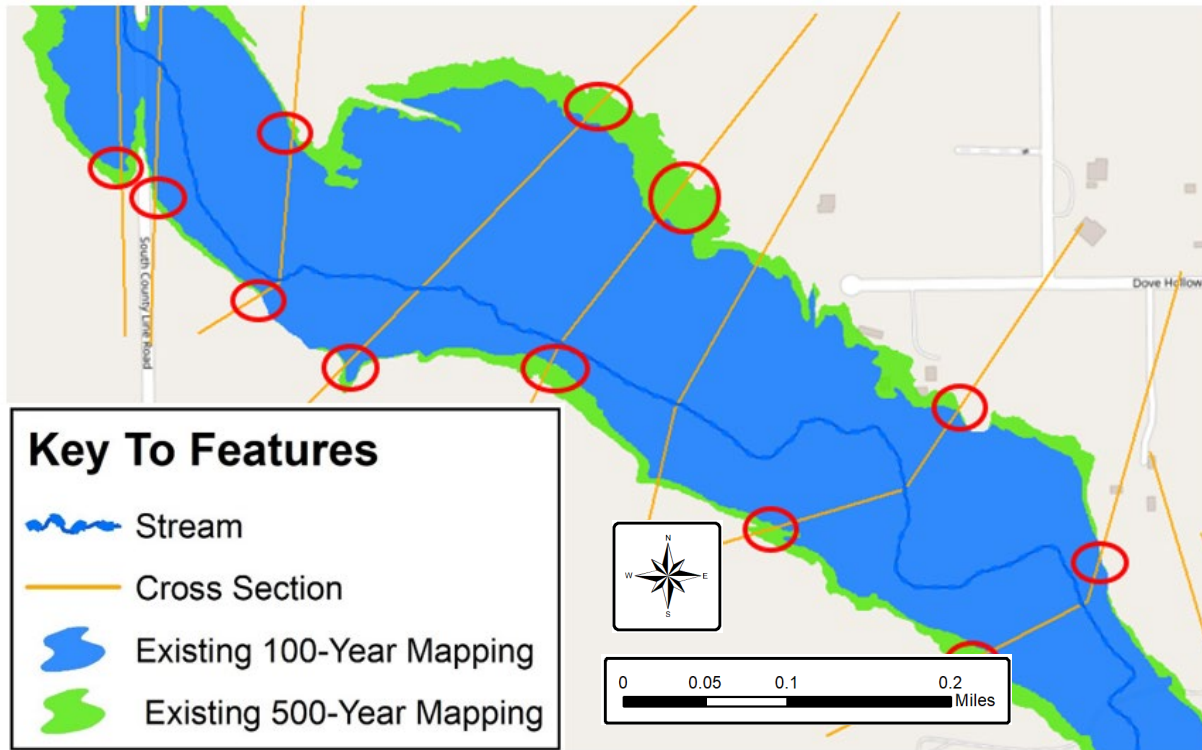 South County Line Road
Dove Hollow
Key To Features
Stream
Cross Section
Existing 100-Year Mapping
Existing 500-Year Mapping
N
W
E
S
0 0.05 0.1 0.2
Miles